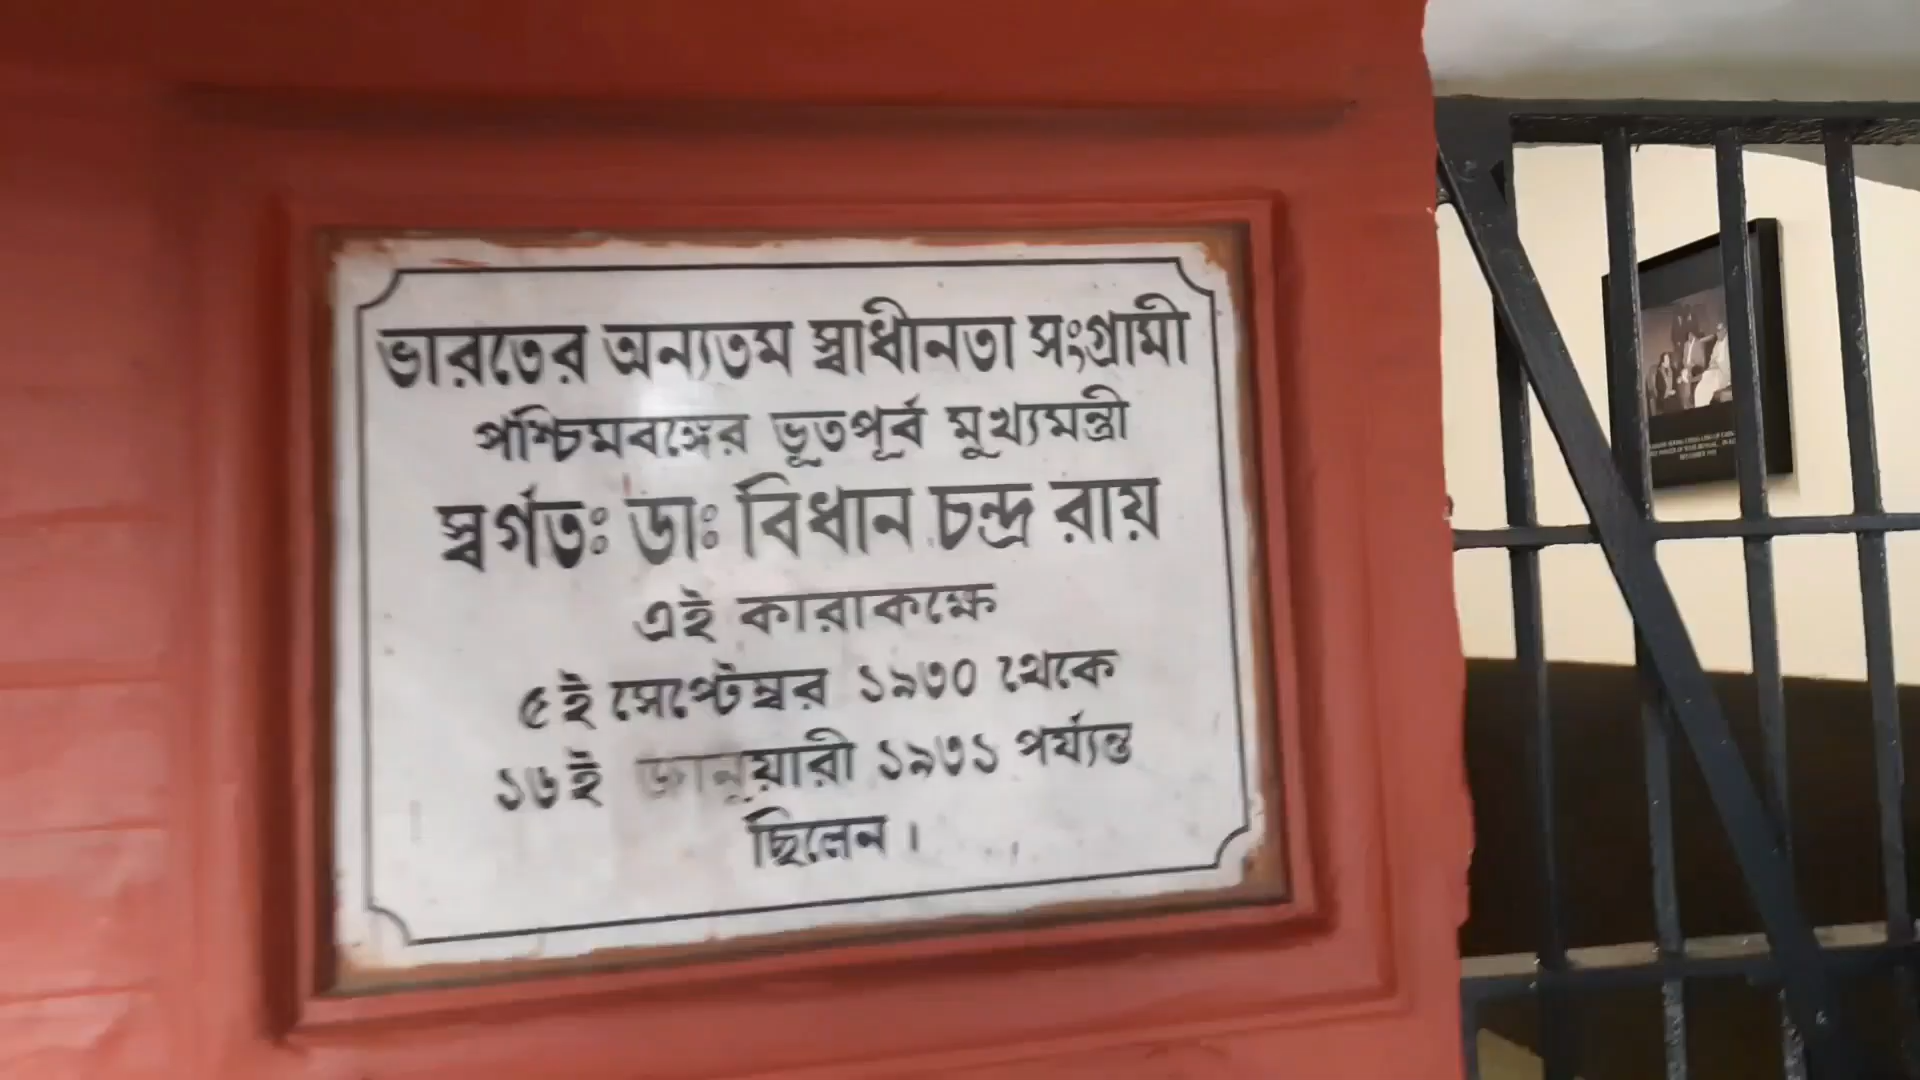 ভারতের অন্যতম স্বাধীনতা সংগ্রামী
পশ্চিমবঙ্গের ভূতপূর্ব মুখ্যমন্ত্রী
স্বর্গতঃ ডাঃ বিধান চন্দ্র রায়
এই কারাকক্ষে
৫ই সেপ্টেম্বর ১৯৩০ থেকে
১৬ই জানুয়ারী ১৯৩১ পর্য্যন্ত
ছিলেন।